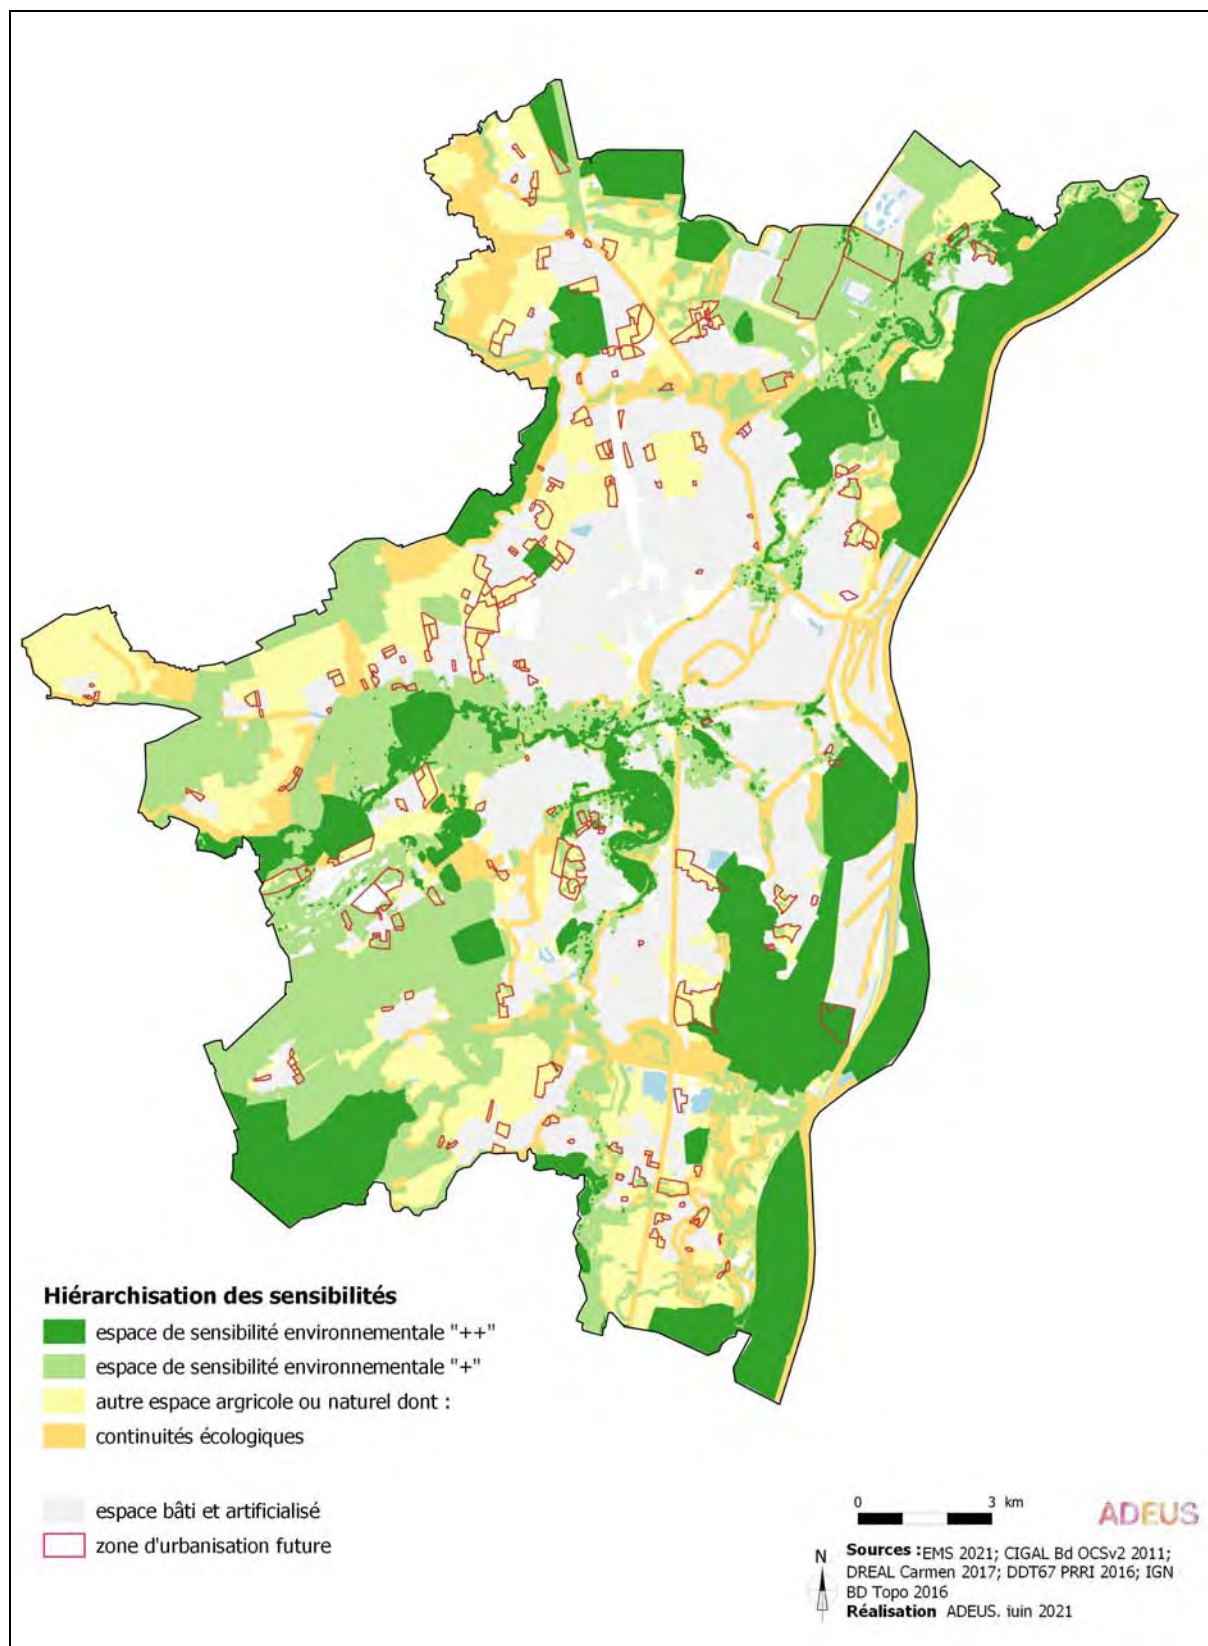 Hiérarchisation des sensibilités
espace de sensibilité environnementale "++"
espace de sensibilité environnementale "+"
autre espace argricole ou naturel dont :
continuités écologiques
espace bâti et artificialisé
zone d'urbanisation future
0 3 km
ADEUS
N
Sources : EMS 2021; CIGAL Bd OCSv2 2011;
DREAL Carmen 2017; DDT67 PRRI 2016; IGN
BD Topo 2016
Réalisation ADEUS. juin 2021